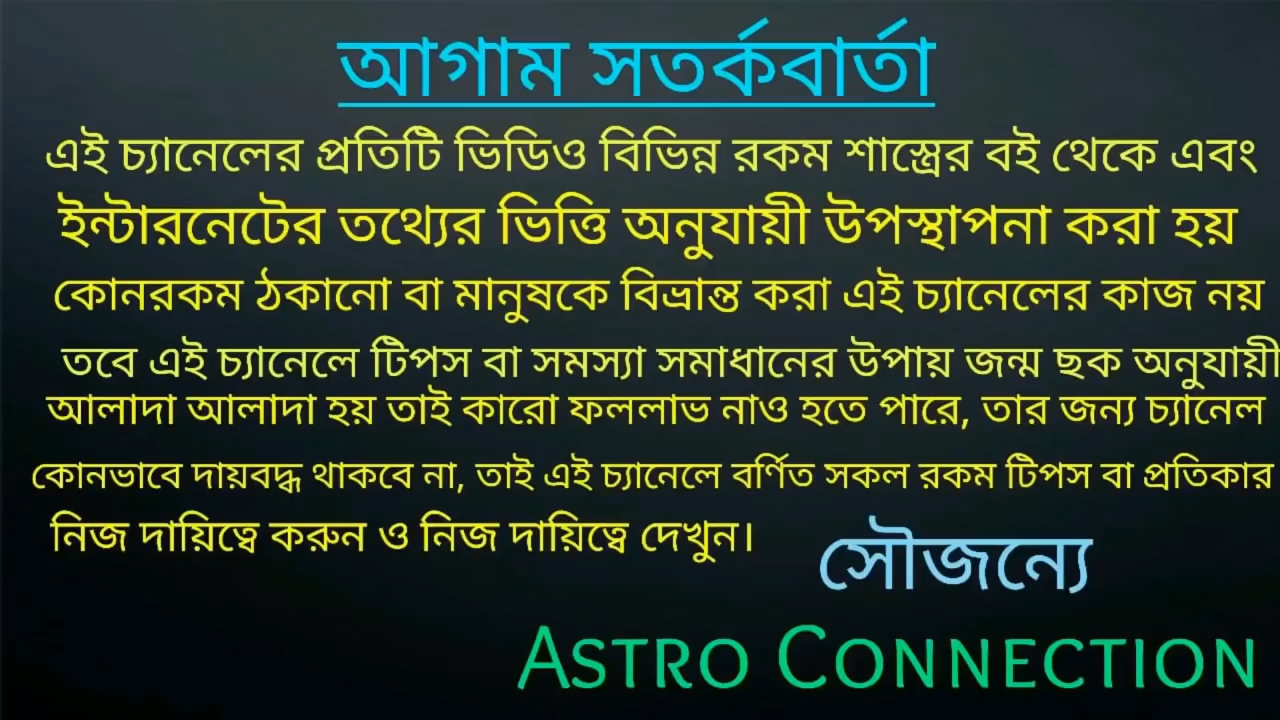 আগাম সতর্কবার্তা
এই চ্যানেলের প্রতিটি ভিডিও বিভিন্ন রকম শাস্ত্রের বই থেকে এবং
ইন্টারনেটের তথ্যের ভিত্তি অনুযায়ী উপস্থাপনা করা হয়
কোনরকম ঠকানো বা মানুষকে বিভ্রান্ত করা এই চ্যানেলের কাজ নয়
তবে এই চ্যানেলে টিপস বা সমস্যা সমাধানের উপায় জন্ম ছক অনুযায়ী
আলাদা আলাদা হয় তাই কারো ফললাভ নাও হতে পারে, তার জন্য চ্যানেল
কোনভাবে দায়বদ্ধ থাকবে না, তাই এই চ্যানেলে বর্ণিত সকল রকম টিপস বা প্রতিকার
নিজ দায়িত্বে করুন ও নিজ দায়িত্বে দেখুন।
সৌজন্যে
ASTRO CONNECTION